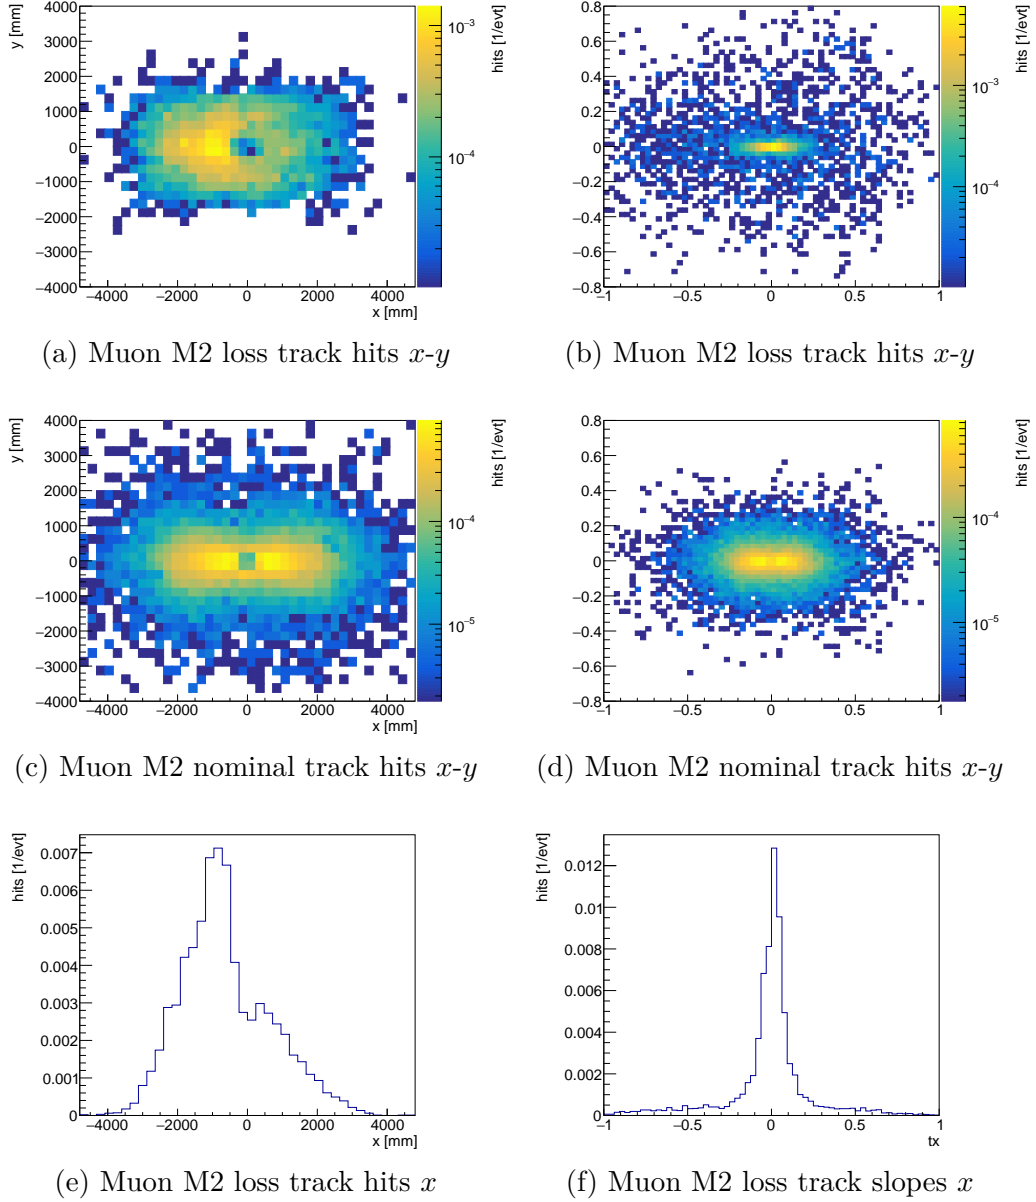 y [mm]
4000
3000
2000
1000
0
−1000
−2000
−3000
−4000
−4000 −2000 0 2000 4000
x [mm]
hits [1/evt]
10−3
10−4
(a) Muon M2 loss track hits x-y
0.8
0.6
0.4
0.2
0
−0.2
−0.4
−0.6
−0.8
−1 −0.5 0 0.5 1
hits [1/evt]
10−3
10−4
(b) Muon M2 loss track hits x-y
y [mm]
4000
3000
2000
1000
0
−1000
−2000
−3000
−4000
−4000 −2000 0 2000 4000
x [mm]
hits [1/evt]
10−4
10−5
(c) Muon M2 nominal track hits x-y
0.8
0.6
0.4
0.2
0
−0.2
−0.4
−0.6
−0.8
−1 −0.5 0 0.5 1
hits [1/evt]
10−4
10−5
(d) Muon M2 nominal track hits x-y
hits [1/evt]
0.007
0.006
0.005
0.004
0.003
0.002
0.001
0
−4000 −2000 0 2000 4000
x [mm]
(e) Muon M2 loss track hits x
hits [1/evt]
0.012
0.01
0.008
0.006
0.004
0.002
0
−1 −0.5 0 0.5 1
tx
(f) Muon M2 loss track slopes x